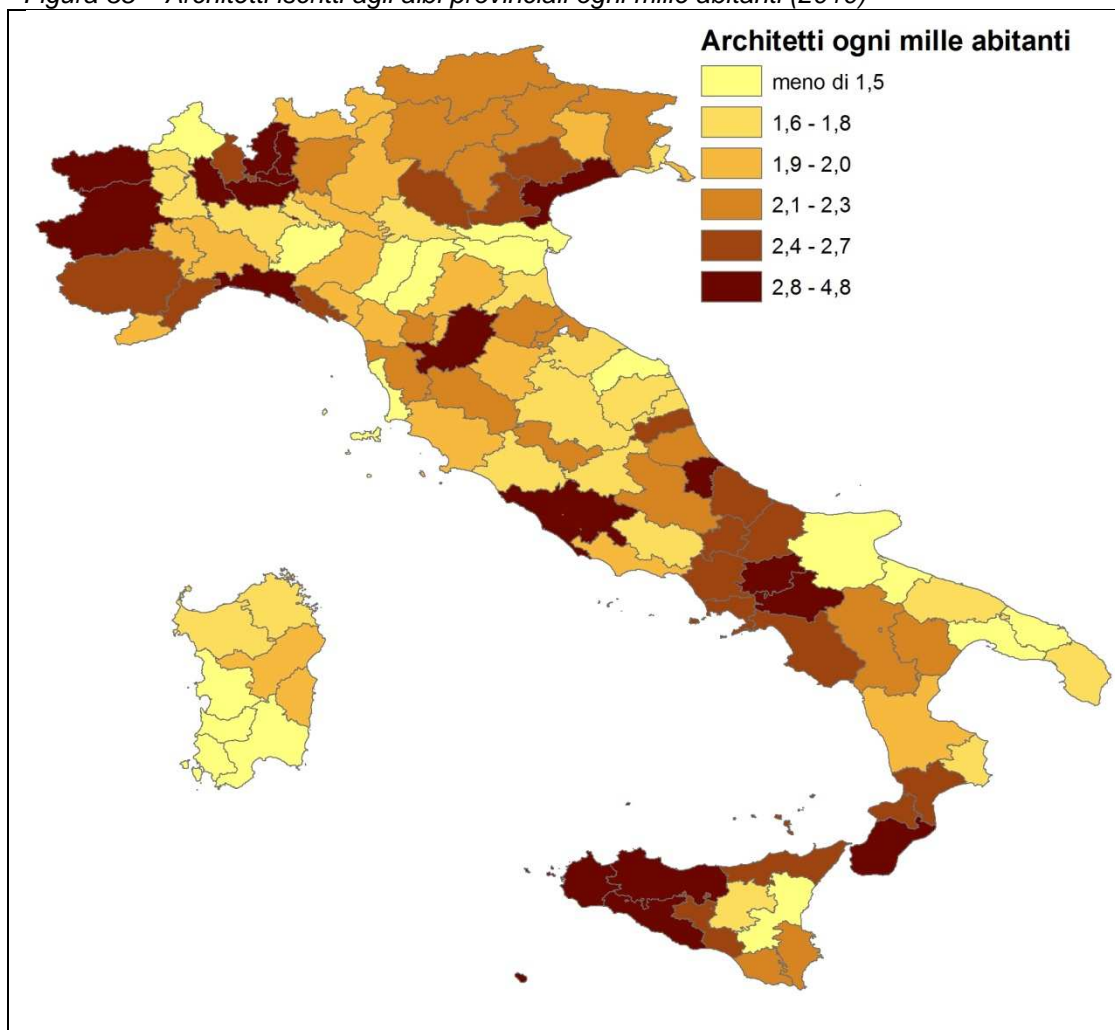 Figura – Architetti iscritti agli albi provinciali ogni mille abitanti (2010)
Architetti ogni mille abitanti
meno di 1,5
1,6 - 1,8
1,9 - 2,0
2,1 - 2,3
2,4 - 2,7
2,8 - 4,8